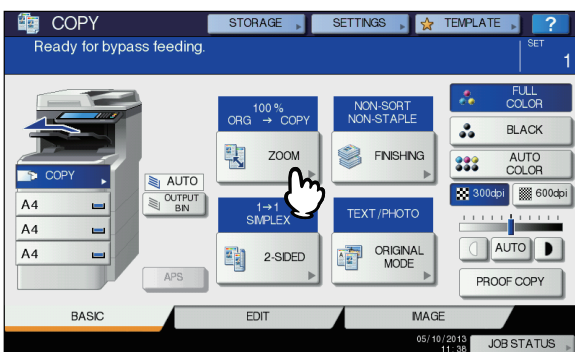 COPY
STORAGE
SETTINGS
TEMPLATE
?
Ready for bypass feeding.
SET
1
100 %
ORG → COPY
NON-SORT
NON-STAPLE
FULL
COLOR
ZOOM
FINISHING
BLACK
COPY
AUTO
AUTO
COLOR
OUTPUT
BIN
300dpi
600dpi
A4
1→1
SIMPLEX
TEXT/PHOTO
A4
A4
A4
2-SIDED
ORIGINAL
MODE
AUTO
APS
PROOF COPY
BASIC
EDIT
IMAGE
05/10/2013
11:38
JOB STATUS